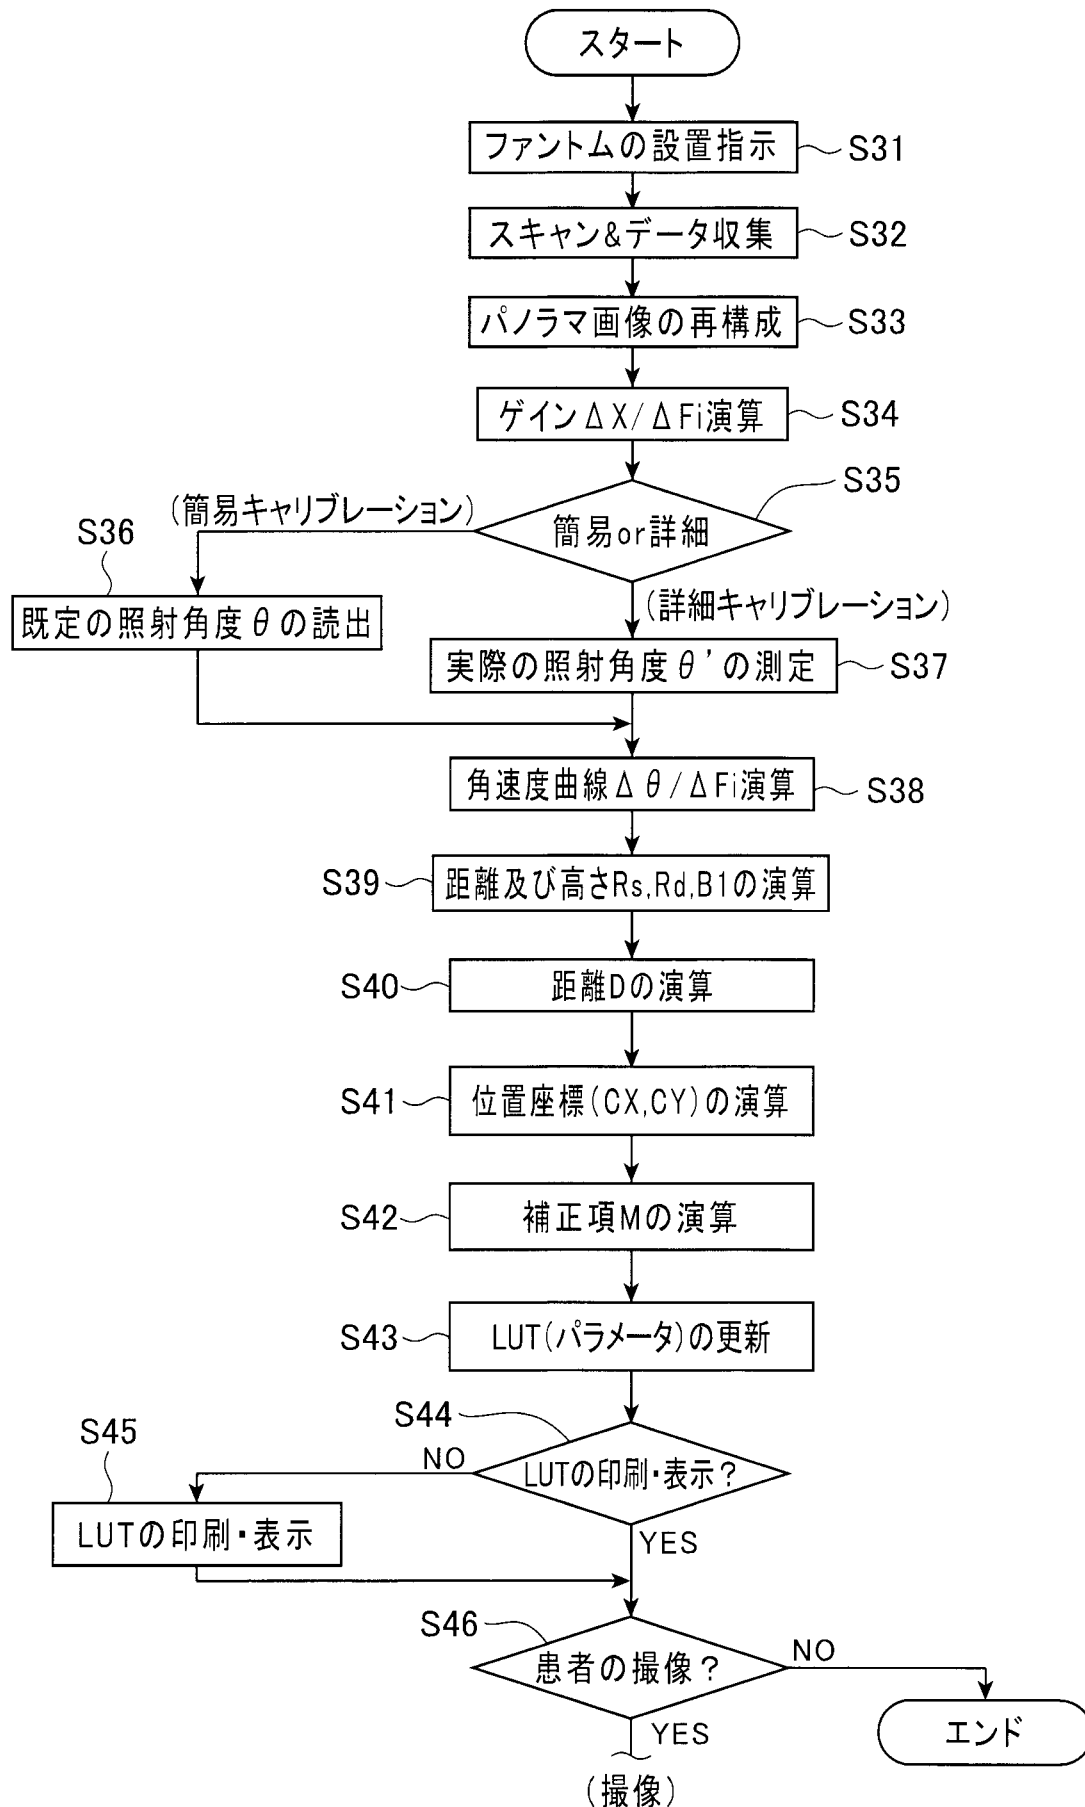 スタート
ファントムの設置指示
S31
スキャン&データ収集
S32
パノラマ画像の再構成
S33
ゲインΔX/ΔFi演算
S34
S35
簡易or詳細
(簡易キャリブレーション)
S36
既定の照射角度θの読出
(詳細キャリブレーション)
実際の照射角度θ'の測定
S37
角速度曲線Δθ/ΔFi演算
S38
S39
距離及び高さRs,Rd,B1の演算
S40
距離Dの演算
S41
位置座標(CX,CY)の演算
S42
補正項Mの演算
S43
LUT(パラメータ)の更新
S44
LUTの印刷・表示?
NO
S45
LUTの印刷・表示
YES
S46
患者の撮像?
NO
エンド
YES
(撮像)